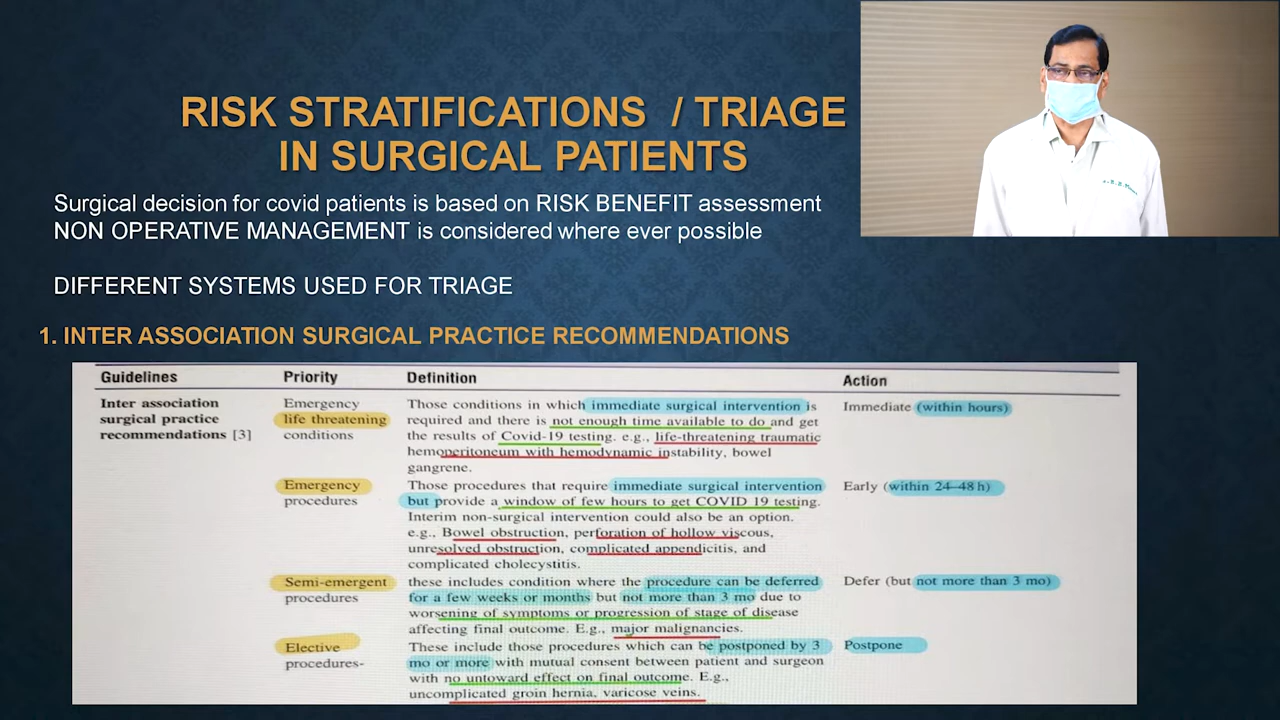 RISK STRATIFICATIONS / TRIAGE
IN SURGICAL PATIENTS
Surgical decision for covid patients is based on RISK BENEFIT assessment
NON OPERATIVE MANAGEMENT is considered where ever possible
DIFFERENT SYSTEMS USED FOR TRIAGE
1. INTER ASSOCIATION SURGICAL PRACTICE RECOMMENDATIONS
Guidelines Priority Definition Action
Inter association
surgical practice
recommendations [3]
Emergency
life threatening
conditions
Those conditions in which immediate surgical intervention is
required and there is not enough time available to do and get
the results of Covid-19 testing. e.g., life-threatening traumatic
hemoperitoneum with hemodynamic instability, bowel
gangrene.
Immediate (within hours)
Emergency
procedures
Those procedures that require immediate surgical intervention
but provide a window of few hours to get COVID 19 testing.
Interim non-surgical intervention could also be an option.
e.g., Bowel obstruction, perforation of hollow viscous,
unresolved obstruction, complicated appendicitis, and
complicated cholecystitis.
Early (within 24–48 h)
Semi-emergent
procedures
these includes condition where the procedure can be deferred
for a few weeks or months but not more than 3 mo due to
worsening of symptoms or progression of stage of disease
affecting final outcome. E.g., major malignancies.
Defer (but not more than 3 mo)
Elective
procedures-
These include those procedures which can be postponed by 3
mo or more with mutual consent between patient and surgeon
with no untoward effect on final outcome. E.g.,
uncomplicated groin hernia, varicose veins.
Postpone